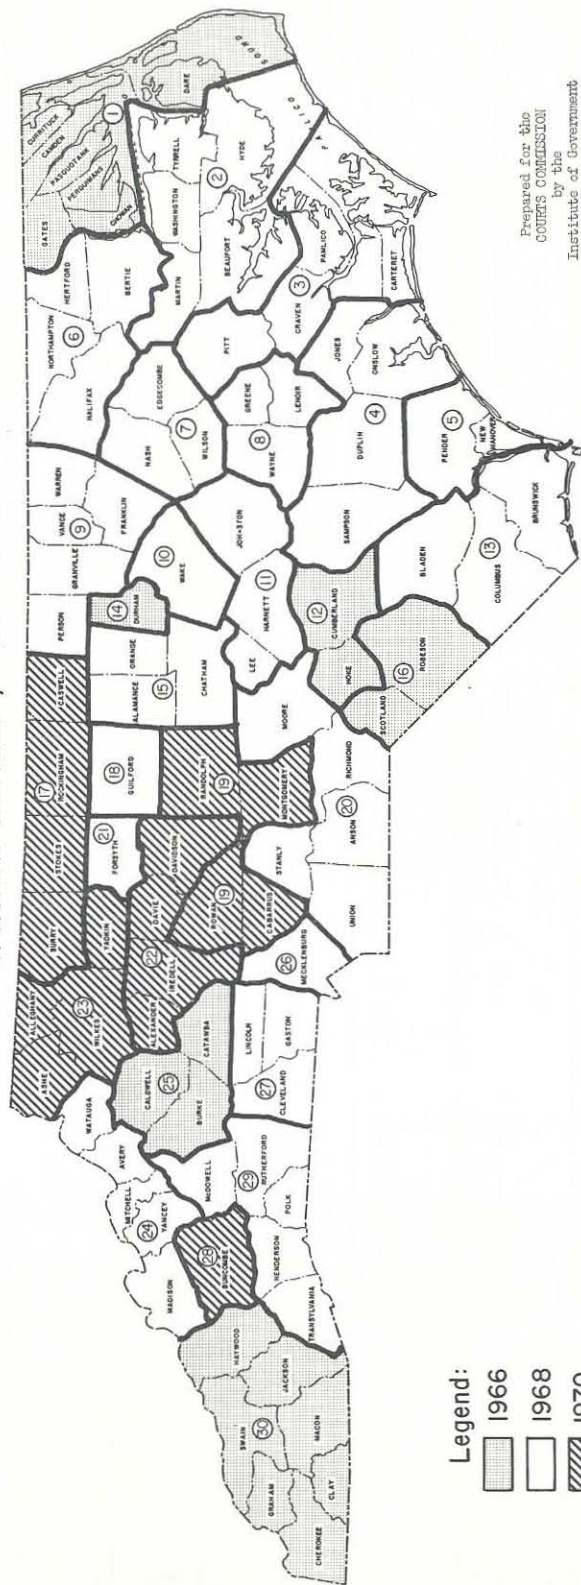 Prepared for the
COURTS COMMISSION
by the
Institute of Government
Legend:
1966
1968
CURRITUCK
CAMDEN
PASQUOTANK
PERQUIMANS
CHOWAN
GATES
1
DARE
SOUND
PAMLICO
HERTFORD
NORTHAMPTON
6
BERTIE
HALIFAX
WASHINGTON
TYRRELL
2
HYDE
MARTIN
BEAUFORT
PITT
3
CRAVEN
PAMLICO
CARTERET
EDGECOMBE
NASH
7
WILSON
GREENE
8
WAYNE
LENOIR
JONES
ONSLOW
4
DUPLIN
SAMPSON
PENDER
5
NEW
HANOVER
WARREN
VANCE
9
FRANKLIN
GRANVILLE
PERSON
10
WAKE
JOHNSTON
HARNETT
11
LEE
12
CUMBERLAND
HOKE
BLADEN
13
COLUMBUS
BRUNSWICK
16
ROBESON
SCOTLAND
14
DURHAM
ORANGE
ALAMANCE
15
CHATHAM
CASWELL
17
ROCKINGHAM
STOKES
SURRY
18
GUILFORD
RANDOLPH
19
MONTGOMERY
MOORE
RICHMOND
20
ANSON
STANLY
UNION
21
FORSYTH
DAVIDSON
DAVIE
ROWAN
19
CABARRUS
YADKIN
22
IREDELL
ALEXANDER
26
MECKLENBURG
ALLEGHANY
23
WILKES
ASHE
WATAUGA
CALDWELL
25
CATAWBA
BURKE
LINCOLN
GASTON
27
CLEVELAND
AVERY
MITCHELL
24
YANCEY
MADISON
McDOWELL
29
RUTHERFORD
POLK
28
BUNCOMBE
HENDERSON
TRANSYLVANIA
HAYWOOD
JACKSON
SWAIN
30
MACON
GRAHAM
CLAY
CHEROKEE